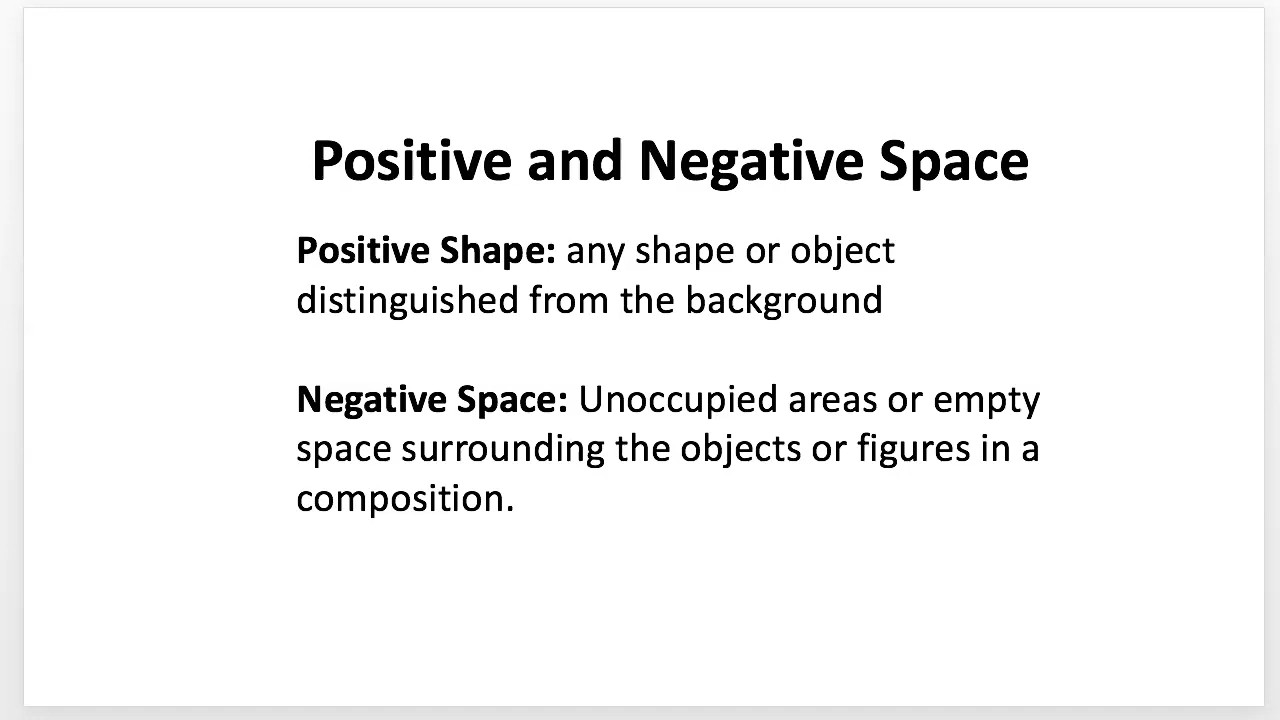 Positive and Negative Space
Positive Shape: any shape or object
distinguished from the background
Negative Space: Unoccupied areas or empty
space surrounding the objects or figures in a
composition.